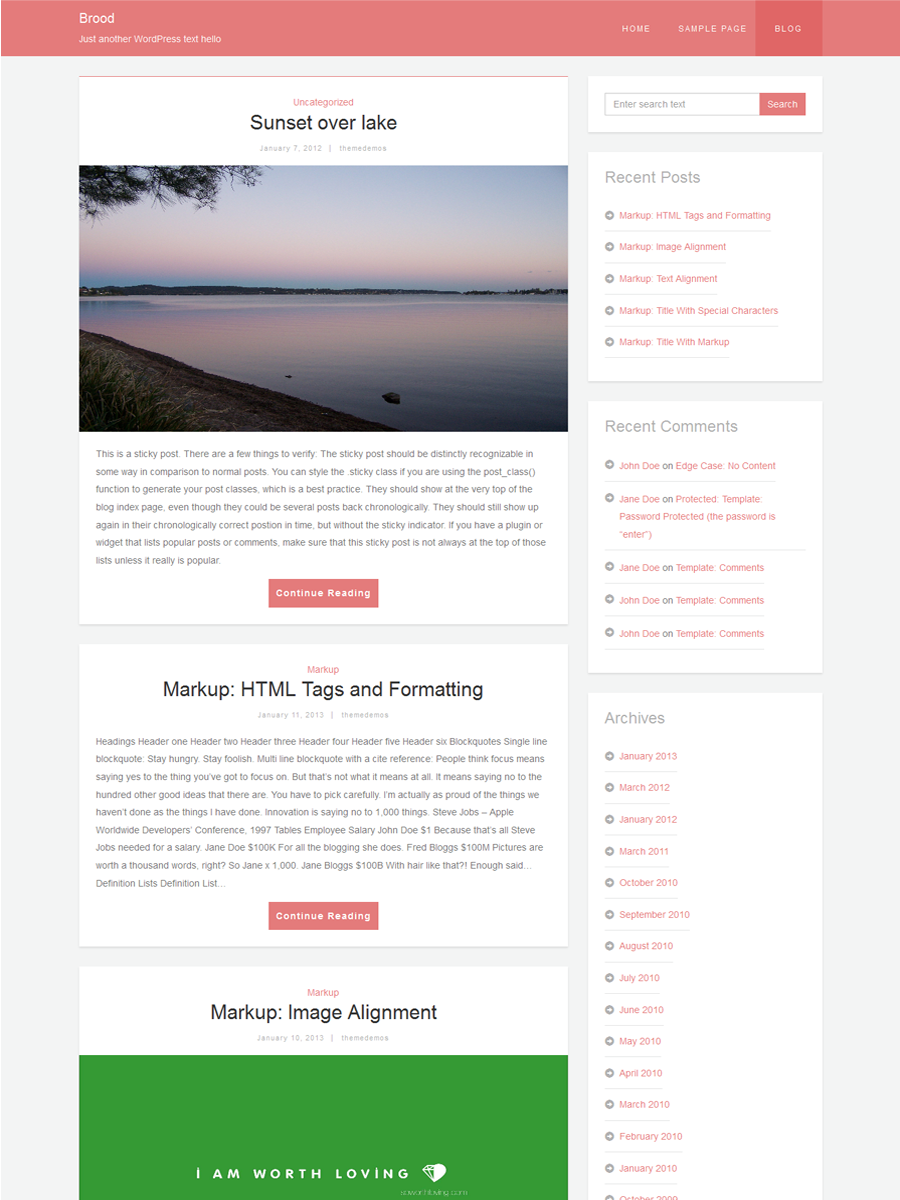 Brood
Just another WordPress text hello
HOME
SAMPLE PAGE
BLOG
Uncategorized
Sunset over lake
January 7, 2012 | themedemos
This is a sticky post. There are a few things to verify: The sticky post should be distinctly recognizable in
some way in comparison to normal posts. You can style the .sticky class if you are using the post_class()
function to generate your post classes, which is a best practice. They should show at the very top of the
blog index page, even though they could be several posts back chronologically. They should still show up
again in their chronologically correct postion in time, but without the sticky indicator. If you have a plugin or
widget that lists popular posts or comments, make sure that this sticky post is not always at the top of those
lists unless it really is popular.
Continue Reading
Markup
Markup: HTML Tags and Formatting
January 11, 2013 | themedemos
Headings Header one Header two Header three Header four Header five Header six Blockquotes Single line
blockquote: Stay hungry. Stay foolish. Multi line blockquote with a cite reference: People think focus means
saying yes to the thing you've got to focus on. But that's not what it means at all. It means saying no to the
hundred other good ideas that there are. You have to pick carefully. I'm actually as proud of the things we
haven't done as the things I have done. Innovation is saying no to 1,000 things. Steve Jobs – Apple
Worldwide Developers' Conference, 1997 Tables Employee Salary John Doe $1 Because that's all Steve
Jobs needed for a salary. Jane Doe $100K For all the blogging she does. Fred Bloggs $100M Pictures are
worth a thousand words, right? So Jane x 1,000. Jane Bloggs $100B With hair like that?! Enough said…
Definition Lists Definition List…
Continue Reading
Markup
Markup: Image Alignment
January 10, 2013 | themedemos
I AM WORTH LOVING
Enter search text
Search
Recent Posts
Markup: HTML Tags and Formatting
Markup: Image Alignment
Markup: Text Alignment
Markup: Title With Special Characters
Markup: Title With Markup
Recent Comments
John Doe on Edge Case: No Content
Jane Doe on Protected: Template:
Password Protected (the password is
"enter")
Jane Doe on Template: Comments
John Doe on Template: Comments
John Doe on Template: Comments
Archives
January 2013
March 2012
January 2012
March 2011
October 2010
September 2010
August 2010
July 2010
June 2010
May 2010
April 2010
March 2010
February 2010
January 2010
October 2009